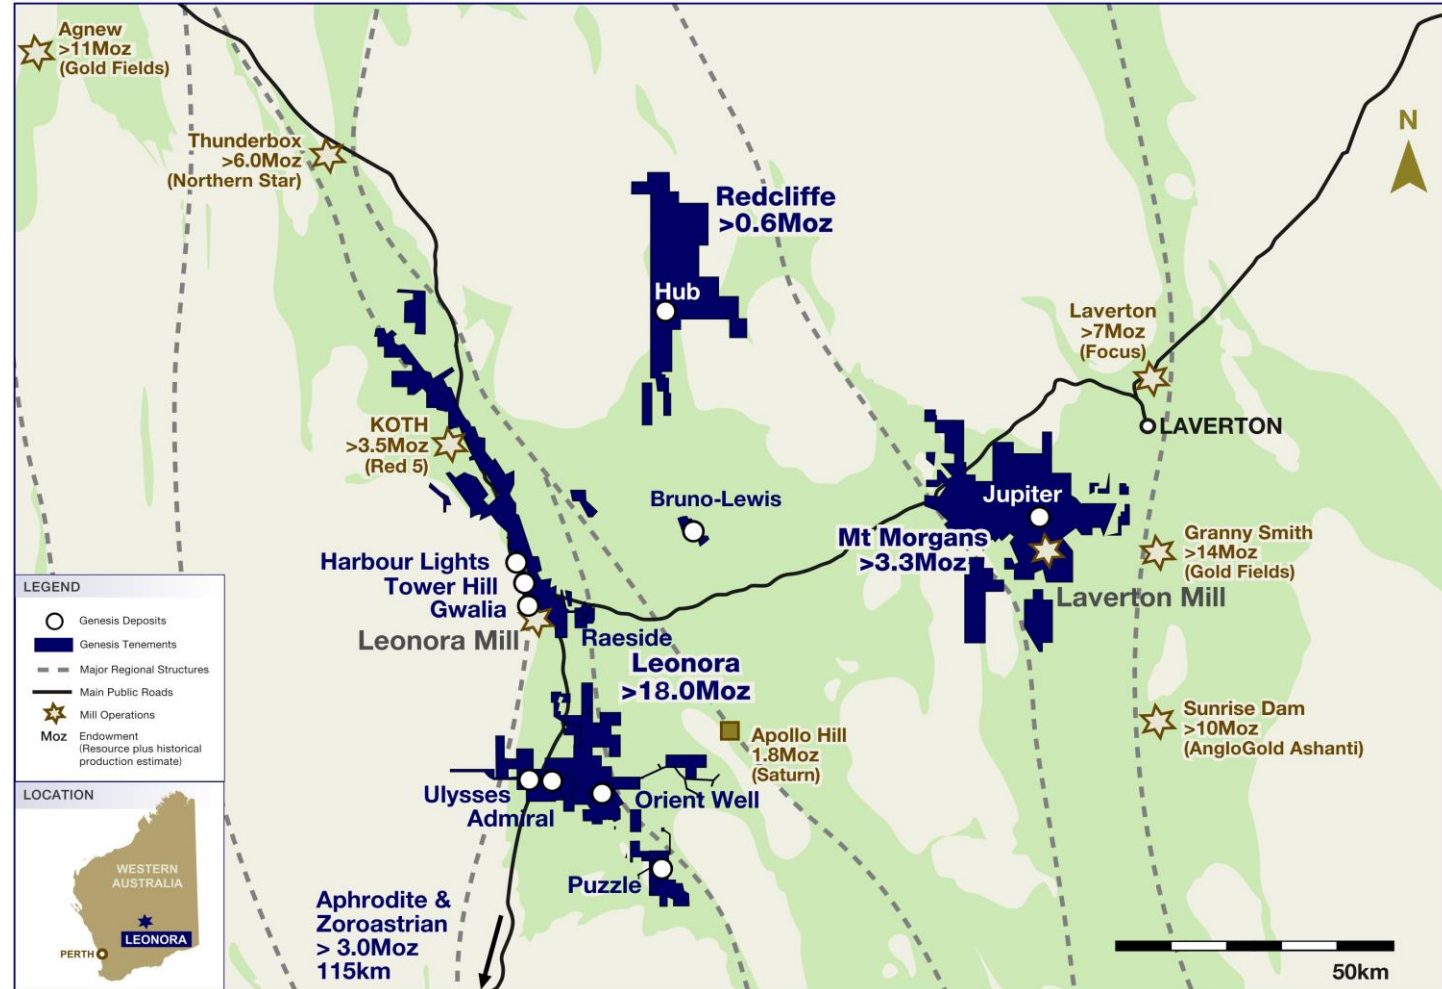 Agnew
>11Moz
(Gold Fields)
Thunderbox
>6.0Moz
(Northern Star)
N
Redcliffe
>0.6Moz
Hub
Laverton
>7Moz
(Focus)
KOTH
>3.5Moz
(Red 5)
LAVERTON
Bruno-Lewis
Jupiter
Mt Morgans
>3.3Moz
Granny Smith
>14Moz
(Gold Fields)
Laverton Mill
Harbour Lights
Tower Hill
Gwalia
Leonora Mill
Raeside
Leonora
>18.0Moz
Apollo Hill
1.8Moz
(Saturn)
Sunrise Dam
>10Moz
(AngloGold Ashanti)
Ulysses
Admiral
Orient Well
Puzzle
Aphrodite &
Zoroastrian
> 3.0Moz
115km
50km
LEGEND
Genesis Deposits
Genesis Tenements
Major Regional Structures
Main Public Roads
Mill Operations
Moz Endowment
(Resource plus historical
production estimate)
LOCATION
WESTERN
AUSTRALIA
LEONORA
PERTH